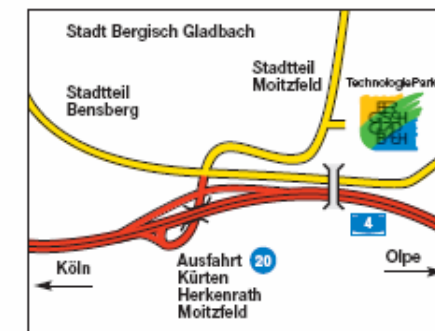 Stadt Bergisch Gladbach
Stadtteil
Moitzfeld
TechnologiePark
Stadtteil
Bensberg
4
Ausfahrt 20
Kürten
Herkenrath
Moitzfeld
Köln
Olpe